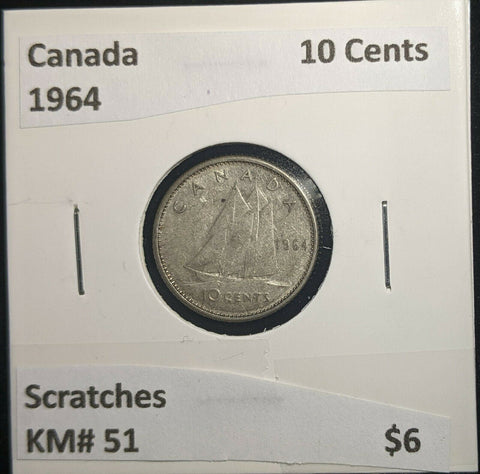 Canada 10 Cents
1964
CANADA
1964
10 CENTS
Scratches
KM# 51 $6